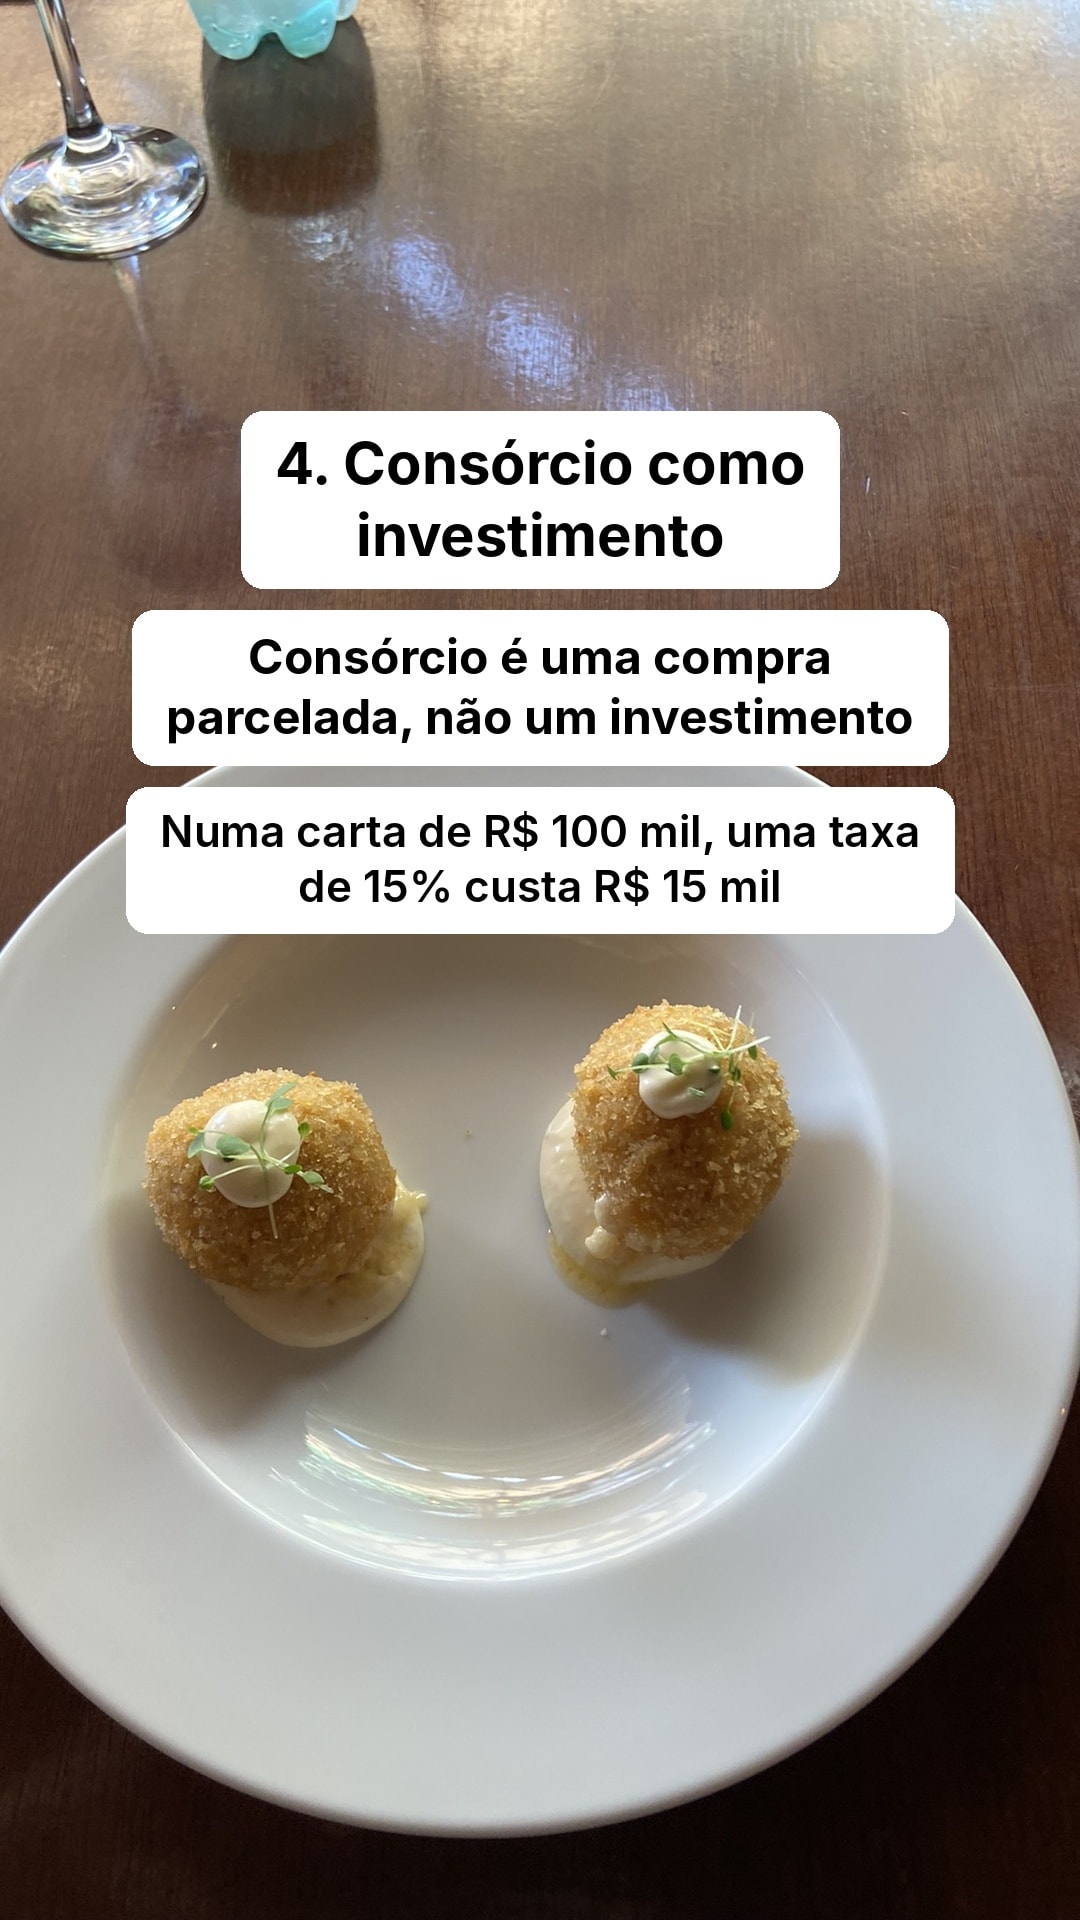 4. Consórcio como
investimento
Consórcio é uma compra
parcelada, não um investimento
Numa carta de R$ 100 mil, uma taxa
de 15% custa R$ 15 mil